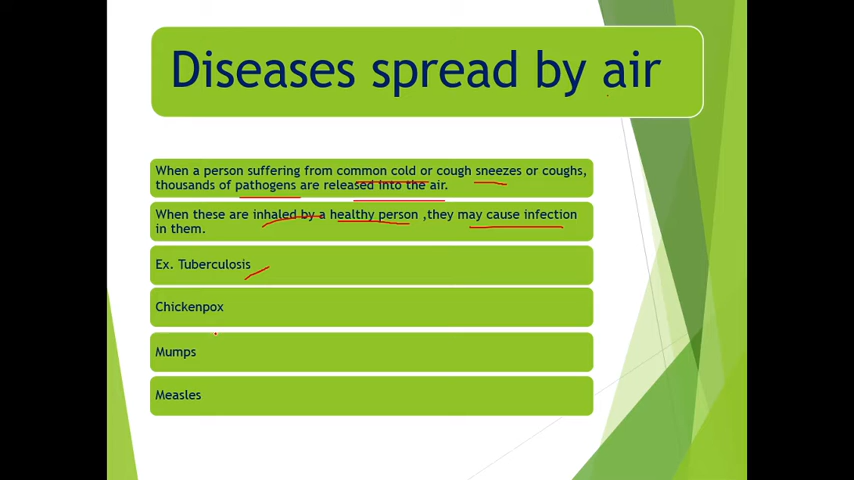 Diseases spread by air
When a person suffering from common cold or cough sneezes or coughs,
thousands of pathogens are released into the air.
When these are inhaled by a healthy person ,they may cause infection
in them.
Ex. Tuberculosis
Chickenpox
Mumps
Measles